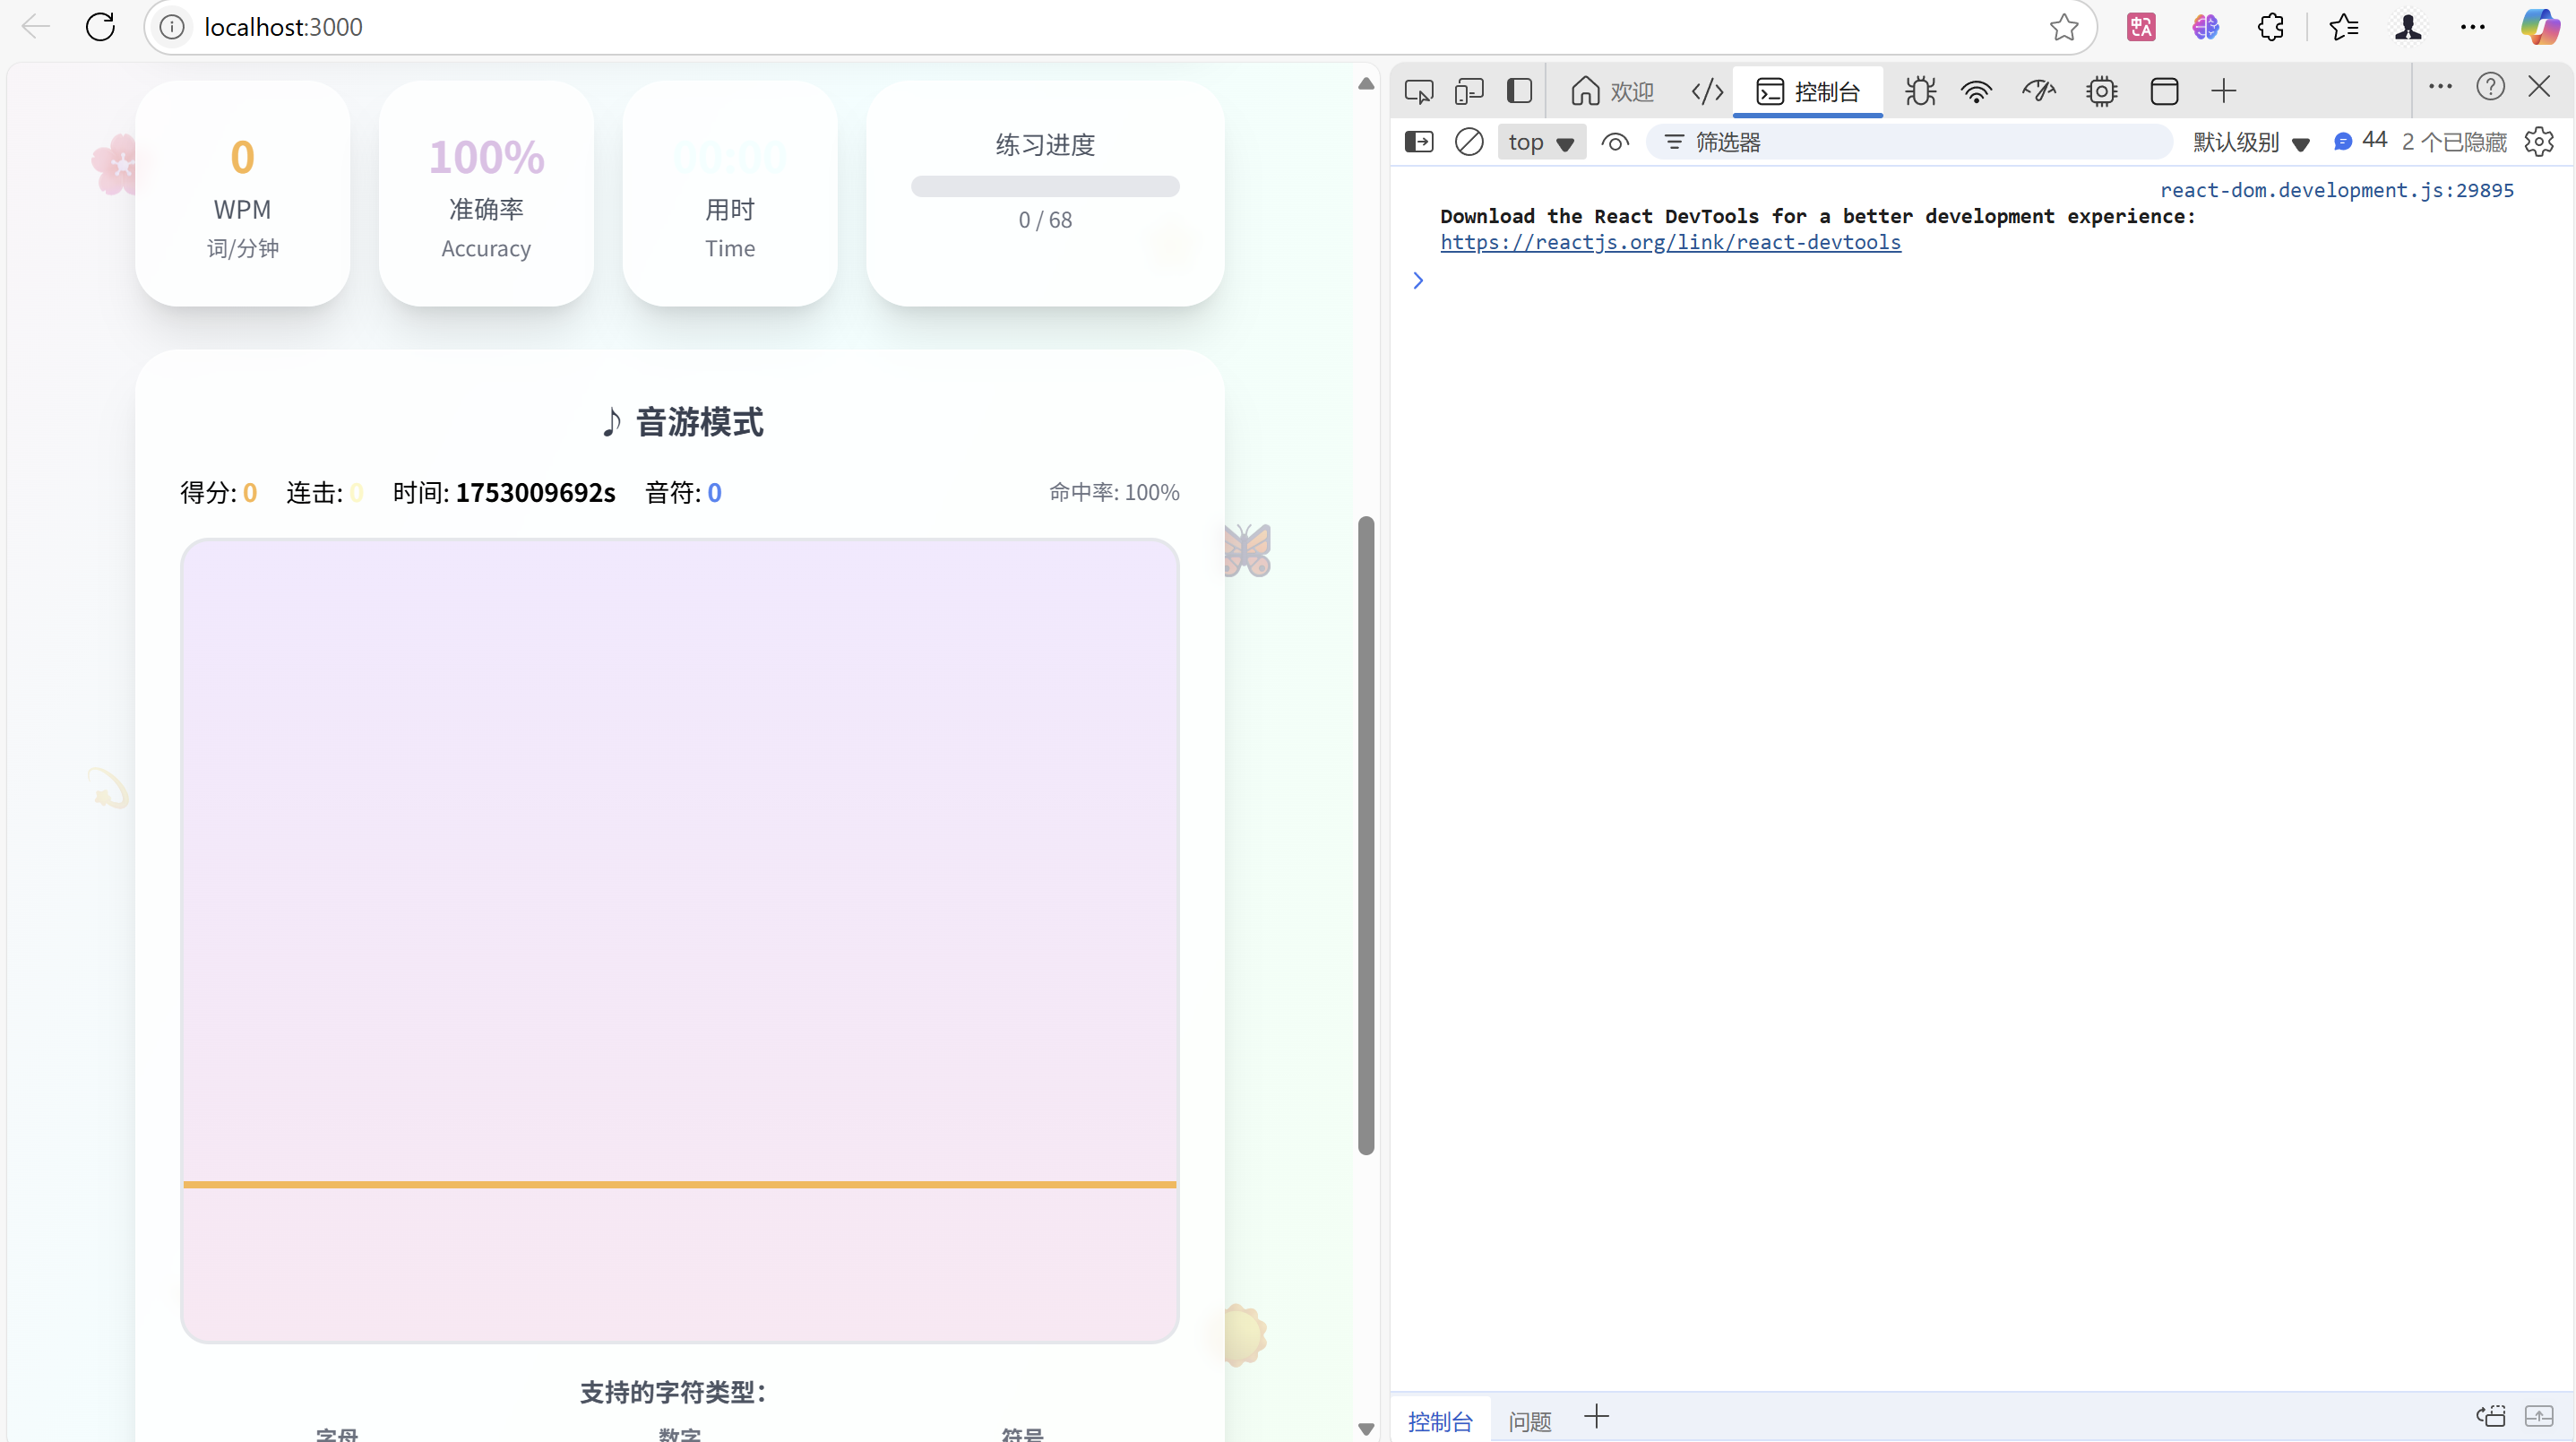 localhost:3000
0
WPM
词/分钟
100%
准确率
Accuracy
00:00
用时
Time
练习进度
0 / 68
♪ 音游模式
得分: 0 连击: 0 时间: 1753009692s 音符: 0 命中率: 100%
支持的字符类型：
字母 数字 符号
欢迎 控制台
top 筛选器 默认级别 44 2 个已隐藏
react-dom.development.js:29895
Download the React DevTools for a better development experience:
https://reactjs.org/link/react-devtools
控制台 问题